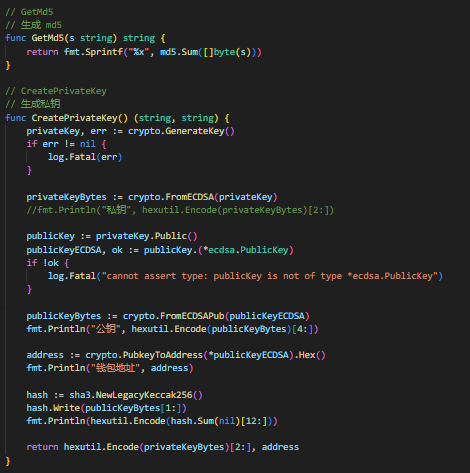 // GetMd5
// 生成 md5
func GetMd5(s string) string {
    return fmt.Sprintf("%x", md5.Sum([]byte(s)))
}

// CreatePrivateKey
// 生成私钥
func CreatePrivateKey() (string, string) {
    privateKey, err := crypto.GenerateKey()
    if err != nil {
        log.Fatal(err)
    }

    privateKeyBytes := crypto.FromECDSA(privateKey)
    //fmt.Println("私钥", hexutil.Encode(privateKeyBytes)[2:])

    publicKey := privateKey.Public()
    publicKeyECDSA, ok := publicKey.(*ecdsa.PublicKey)
    if !ok {
        log.Fatal("cannot assert type: publicKey is not of type *ecdsa.PublicKey")
    }

    publicKeyBytes := crypto.FromECDSAPub(publicKeyECDSA)
    fmt.Println("公钥", hexutil.Encode(publicKeyBytes)[4:])

    address := crypto.PubkeyToAddress(*publicKeyECDSA).Hex()
    fmt.Println("钱包地址", address)

    hash := sha3.NewLegacyKeccak256()
    hash.Write(publicKeyBytes[1:])
    fmt.Println(hexutil.Encode(hash.Sum(nil)[12:]))

    return hexutil.Encode(privateKeyBytes)[2:], address
}